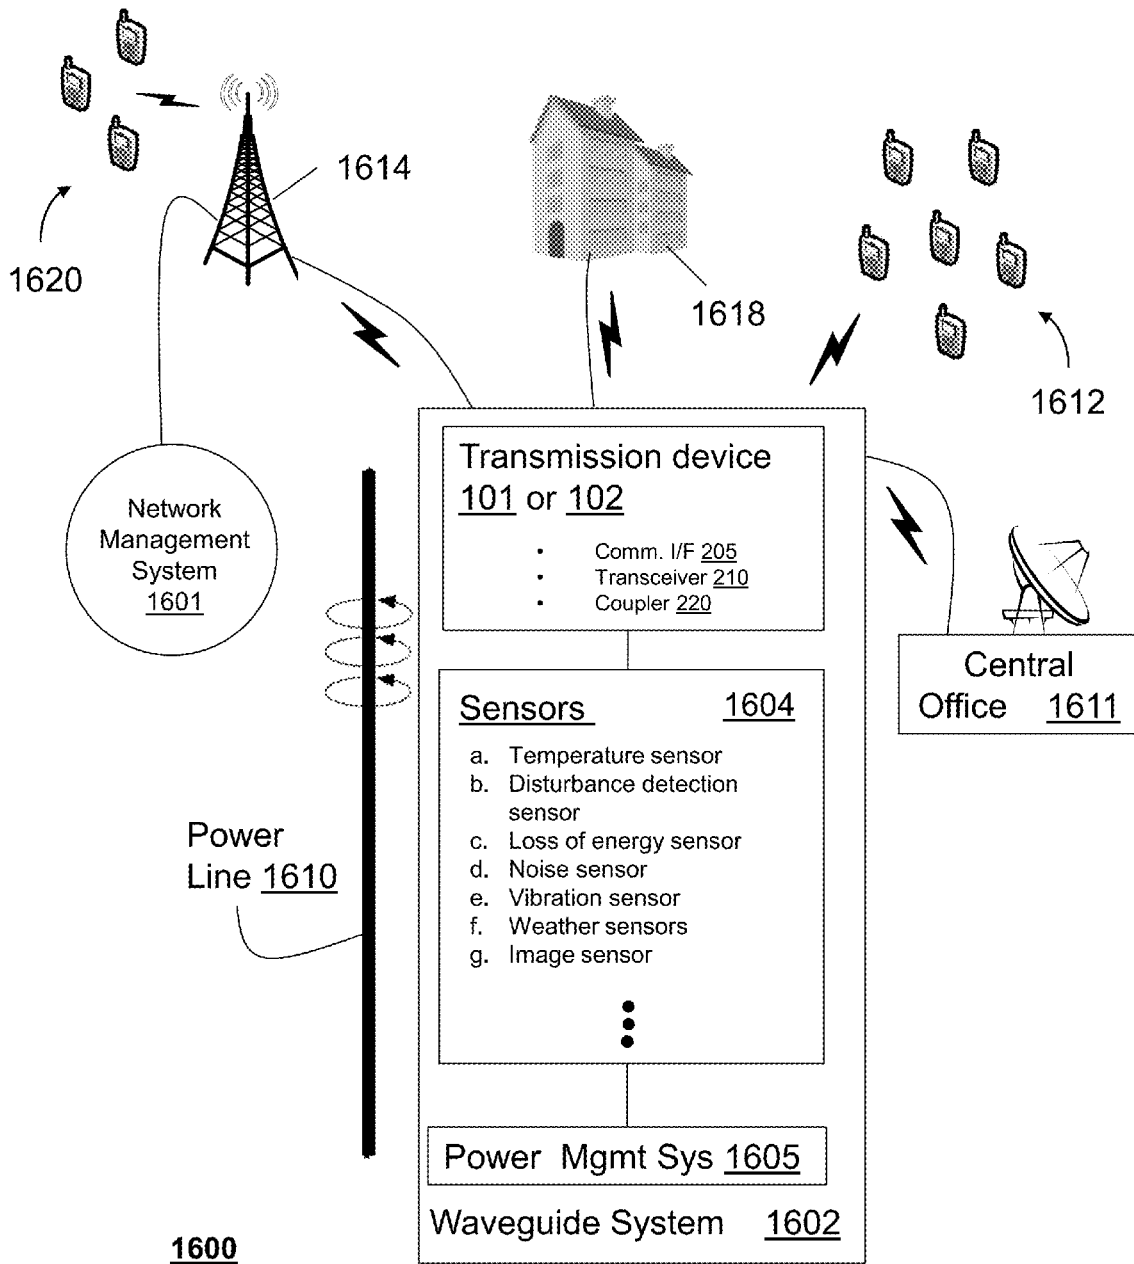 1614
1620
1618
1612
Transmission device
101 or 102
• Comm. I/F 205
• Transceiver 210
• Coupler 220
Network
Management
System
1601
Central
Office 1611
Sensors 1604
a. Temperature sensor
b. Disturbance detection
sensor
c. Loss of energy sensor
d. Noise sensor
e. Vibration sensor
f. Weather sensors
g. Image sensor
Power
Line 1610
Power Mgmt Sys 1605
Waveguide System 1602
1600